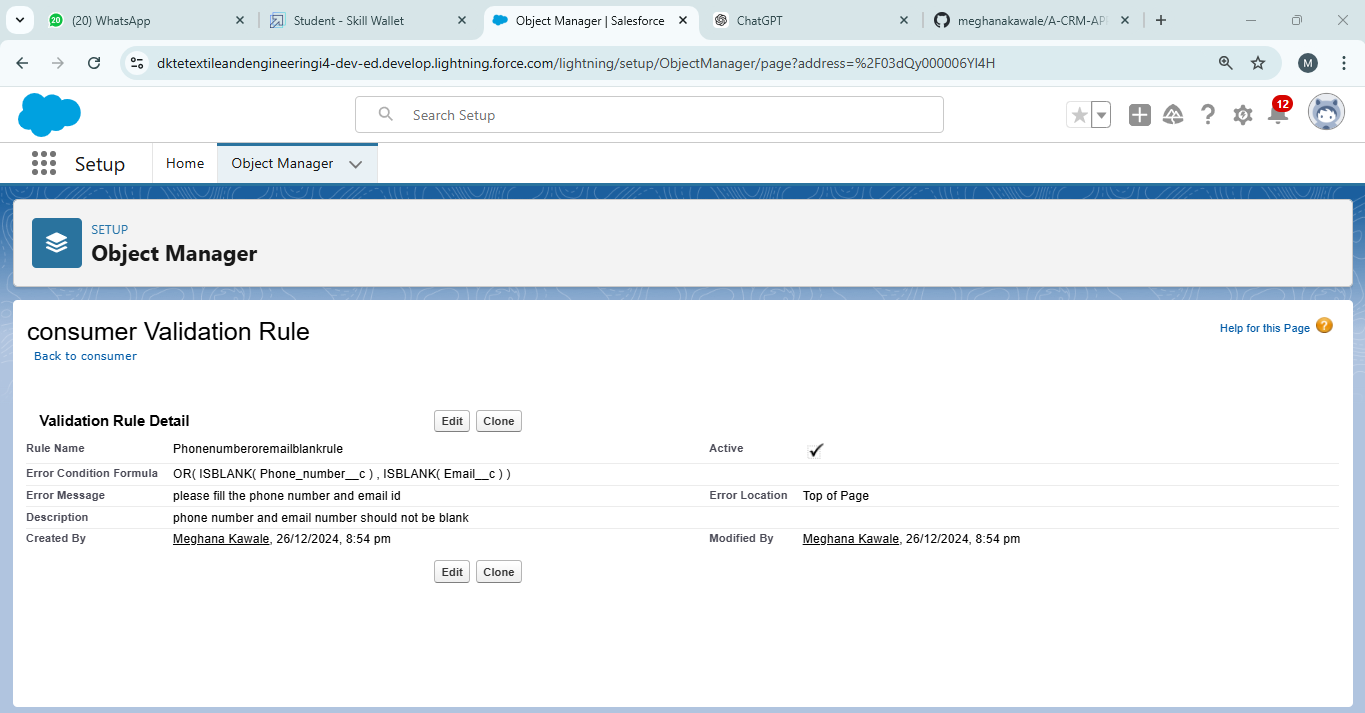 20 (20) WhatsApp
Student - Skill Wallet
Object Manager | Salesforce
ChatGPT
meghanakawale/A-CRM-API
dktetextileandengineeringi4-dev-ed.develop.lightning.force.com/lightning/setup/ObjectManager/page?address=%2F03dQy000006Yl4H
M
Search Setup
12
Setup
Home
Object Manager
SETUP
Object Manager
consumer Validation Rule
Help for this Page ?
Back to consumer
Validation Rule Detail
Edit Clone
Rule Name Phonenumberoremailblankrule Active
Error Condition Formula OR( ISBLANK( Phone_number__c ) , ISBLANK( Email__c ) )
Error Message please fill the phone number and email id Error Location Top of Page
Description phone number and email number should not be blank
Created By Meghana Kawale, 26/12/2024, 8:54 pm Modified By Meghana Kawale, 26/12/2024, 8:54 pm
Edit Clone